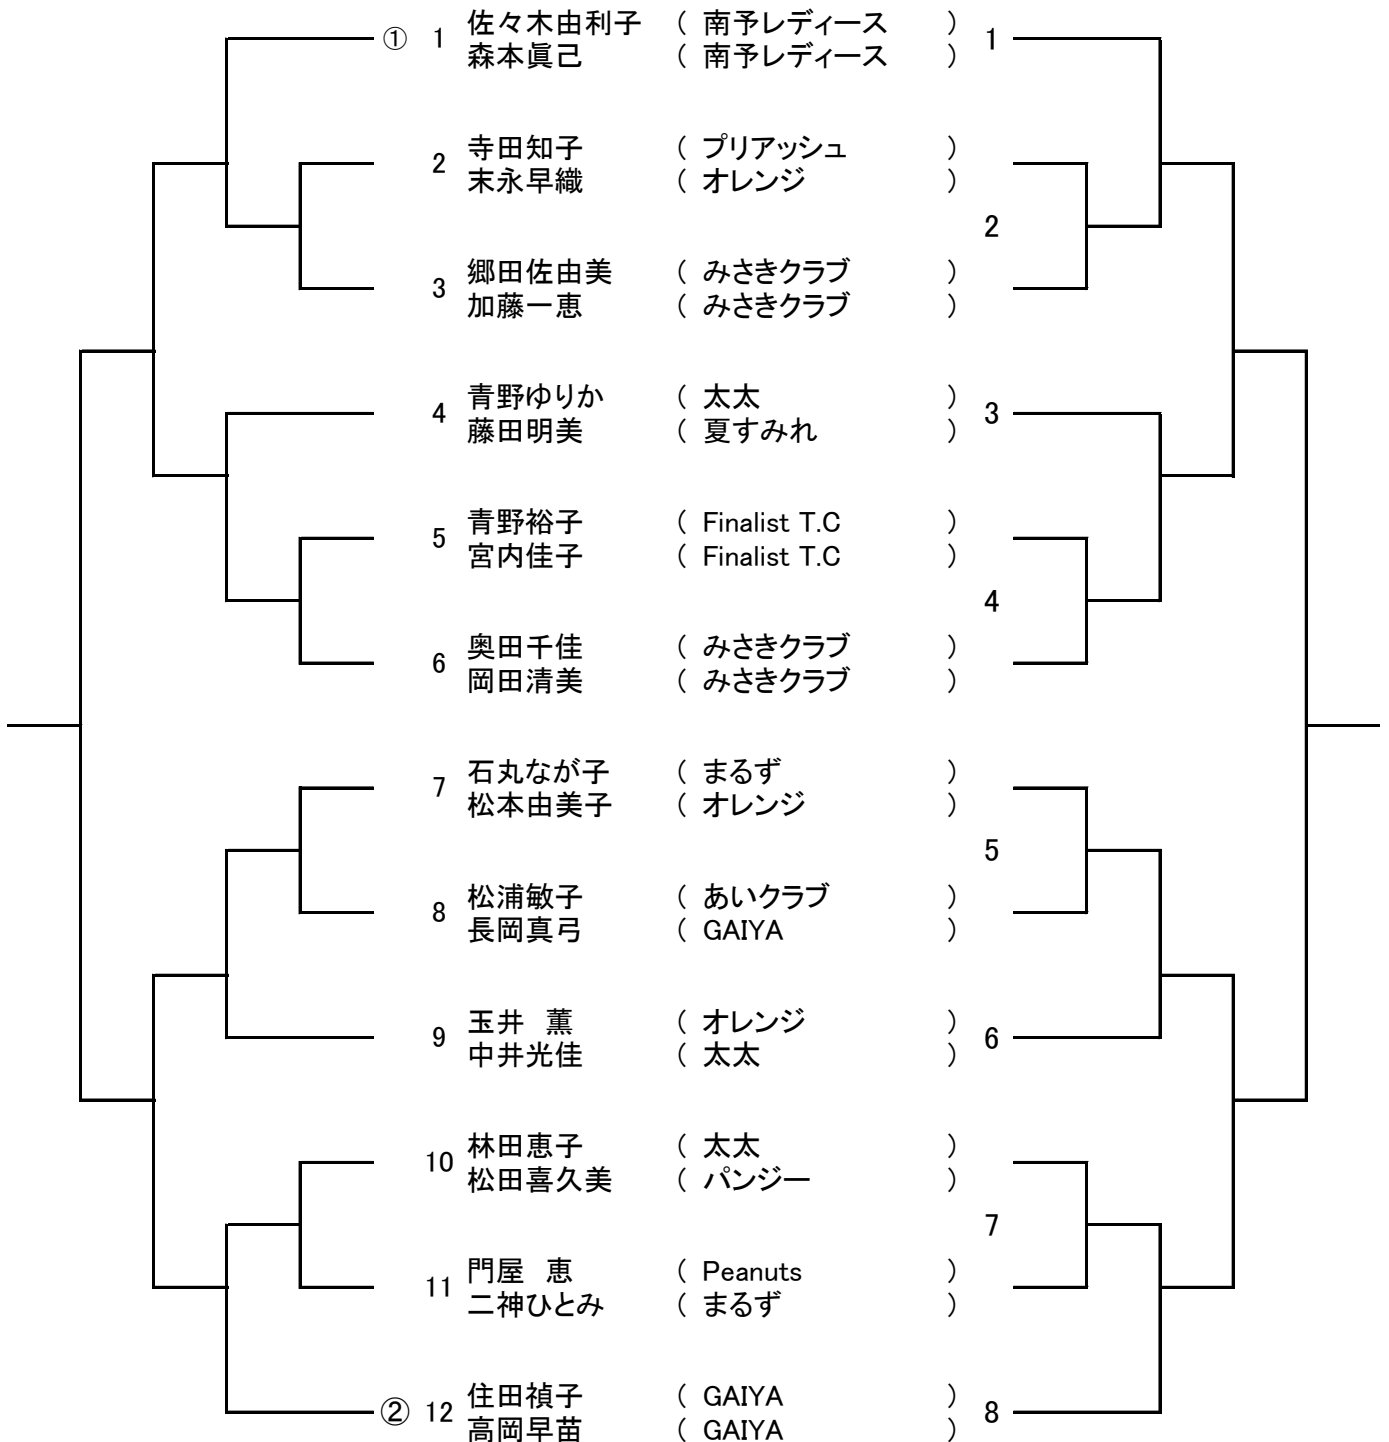 ① 1 佐々木由利子 ( 南予レディース ) 1
森本眞己 ( 南予レディース )
2 寺田知子 ( プリアッシュ )
末永早織 ( オレンジ )
2
3 郷田佐由美 ( みさきクラブ )
加藤一恵 ( みさきクラブ )
4 青野ゆりか ( 太太 ) 3
藤田明美 ( 夏すみれ )
5 青野裕子 ( Finalist T.C )
宮内佳子 ( Finalist T.C )
4
6 奥田千佳 ( みさきクラブ )
岡田清美 ( みさきクラブ )
7 石丸なが子 ( まるず )
松本由美子 ( オレンジ )
5
8 松浦敏子 ( あいクラブ )
長岡真弓 ( GAIYA )
9 玉井　薫 ( オレンジ ) 6
中井光佳 ( 太太 )
10 林田恵子 ( 太太 )
松田喜久美 ( パンジー )
7
11 門屋　恵 ( Peanuts )
二神ひとみ ( まるず )
② 12 住田禎子 ( GAIYA ) 8
高岡早苗 ( GAIYA )